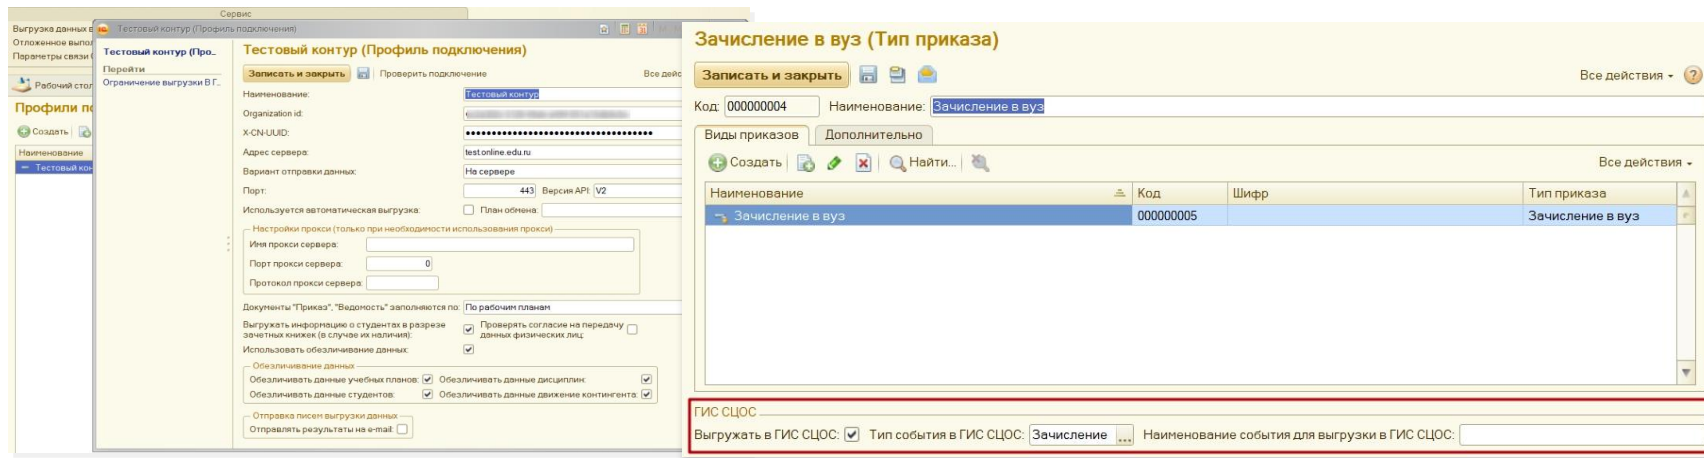 Сервис
Выгрузка данных в
Отложенное выпол
Параметры связи
Рабочий стол
Профили по
Создать
Наименование
Тестовый кон
Тестовый контур (Профиль подключения)
Тестовый контур (Про...
Перейти
Ограничение выгрузки В Г...
Тестовый контур (Профиль подключения)
Записать и закрыть Проверить подключение Все дейс
Наименование: Тестовый контур
Organization id:
X-CN-UUID: ••••••••••••••••••••••••••••••••••••
Адрес сервера: test.online.edu.ru
Вариант отправки данных: На сервере
Порт: 443 Версия API: V2
Используется автоматическая выгрузка: План обмена:
Настройки прокси (только при необходимости использования прокси)
Имя прокси сервера:
Порт прокси сервера: 0
Протокол прокси сервера:
Документы "Приказ", "Ведомость" заполняются по: По рабочим планам
Выгружать информацию о студентах в разрезе зачетных книжек (в случае их наличия): Проверять согласие на передачу данных физических лиц:
Использовать обезличивание данных:
Обезличивание данных
Обезличивать данные учебных планов: Обезличивать данные дисциплин:
Обезличивать данные студентов: Обезличивать данные движение контингента:
Отправка писем выгрузки данных
Отправлять результаты на e-mail:
Зачисление в вуз (Тип приказа)
Записать и закрыть Все действия
Код: 000000004 Наименование: Зачисление в вуз
Виды приказов Дополнительно
Создать Найти... Все действия
Наименование Код Шифр Тип приказа
Зачисление в вуз 000000005 Зачисление в вуз
ГИС СЦОС
Выгружать в ГИС СЦОС: Тип события в ГИС СЦОС: Зачисление ... Наименование события для выгрузки в ГИС СЦОС: